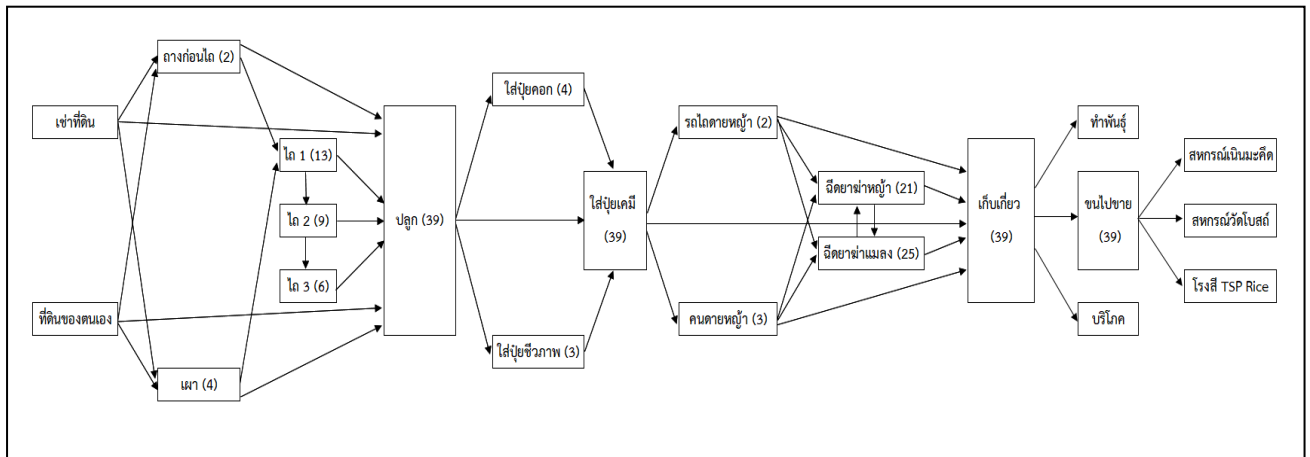 เช่าที่ดิน
ที่ดินของตนเอง
ถางก่อนไถ (2)
เผา (4)
ไถ 1 (13)
ไถ 2 (9)
ไถ 3 (6)
ปลูก (39)
ใส่ปุ๋ยคอก (4)
ใส่ปุ๋ยชีวภาพ (3)
ใส่ปุ๋ยเคมี
(39)
รถไถดายหญ้า (2)
คนดายหญ้า (3)
ฉีดยาฆ่าหญ้า (21)
ฉีดยาฆ่าแมลง (25)
เก็บเกี่ยว
(39)
ทำพันธุ์
ขนไปขาย
(39)
บริโภค
สหกรณ์เนินมะคึด
สหกรณ์วัดโบสถ์
โรงสี TSP Rice